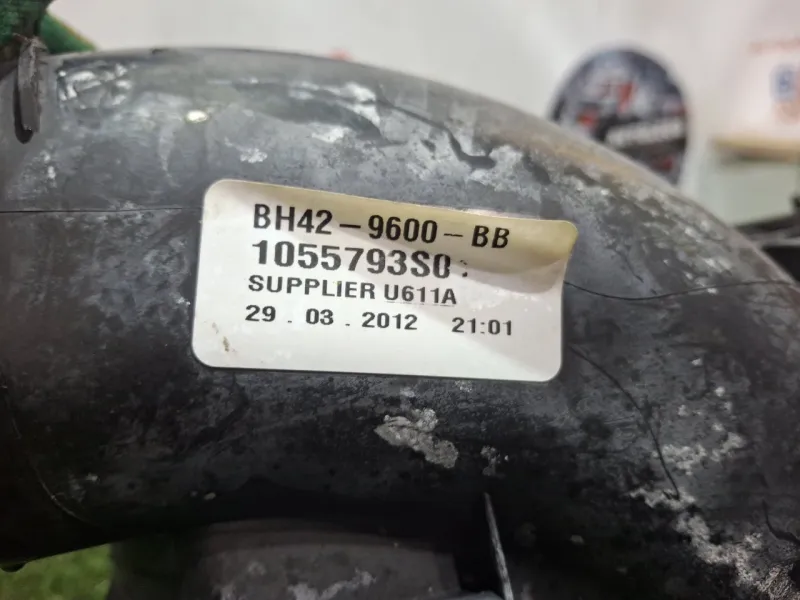 BH42-9600-BB
1055793S0
SUPPLIER U611A
29 . 03 . 2012 21:01